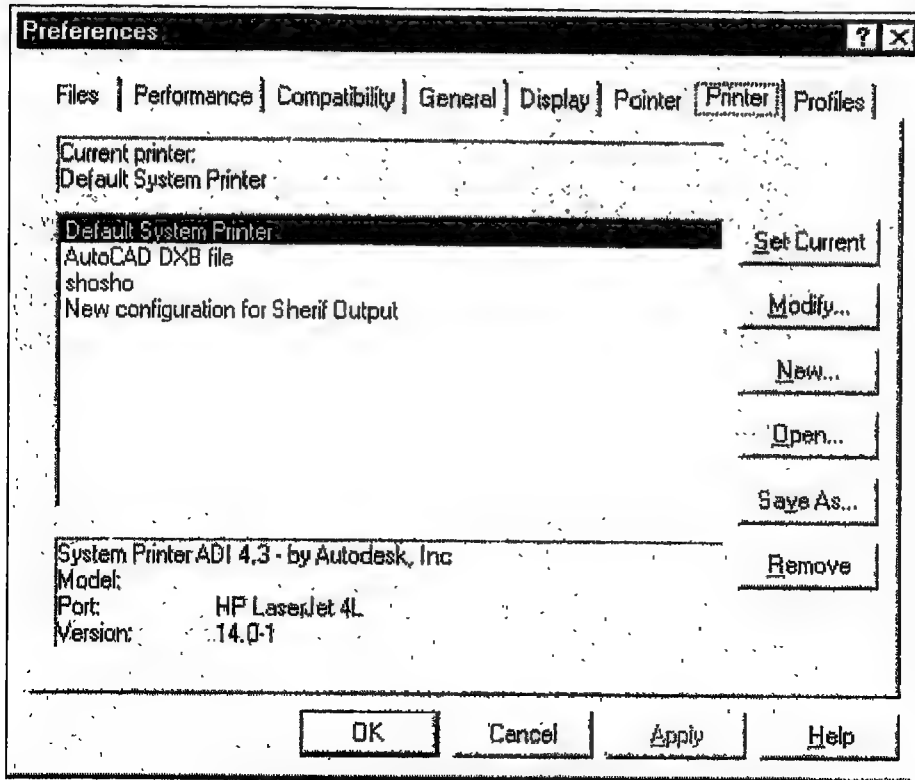 Preferences
Files Performance Compatibility General Display Pointer Printer Profiles
Current printer:
Default System Printer
Default System Printer
AutoCAD DXB file
shosho
New configuration for Sherif Output
Set Current
Modify...
New...
Open...
Save As...
Remove
System Printer ADI 4.3 - by Autodesk, Inc
Model:
Port: HP LaserJet 4L
Version: 14.0-1
OK Cancel Apply Help